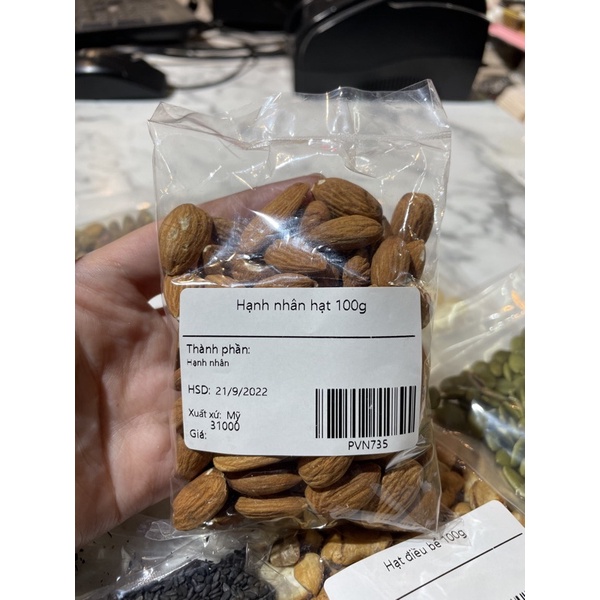 Hạnh nhân hạt 100g
Thành phần:
Hạnh nhân
HSD: 21/9/2022
Xuất xứ: Mỹ
31000
Giá:
PVN735
Hạt điều bể 100g